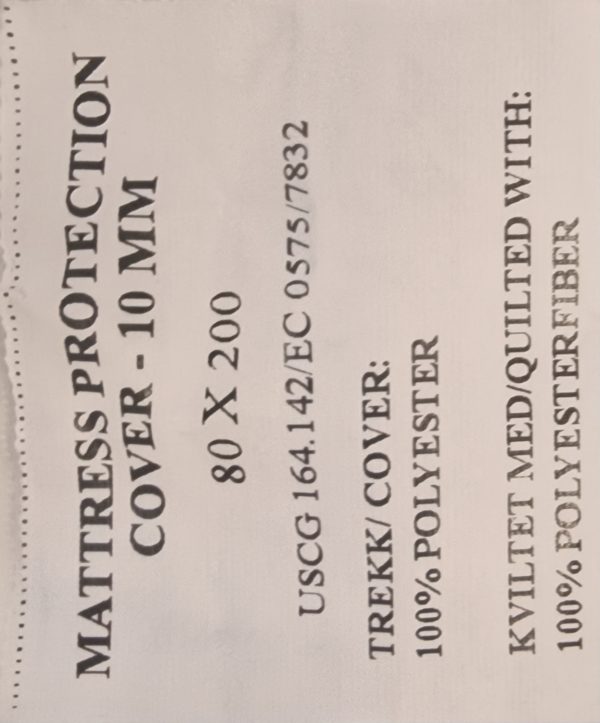 MATTRESS PROTECTION
COVER - 10 MM
80 X 200
USCG 164.142/EC 0575/7832
TREKK/ COVER:
100% POLYESTER
KVILTET MED/QUILTED WITH:
100% POLYESTERFIBER